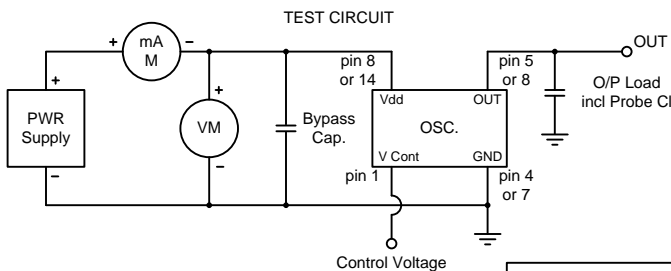 TEST CIRCUIT
+
mA
M
−
OUT
pin 8
or 14
pin 5
or 8
+
+
PWR
Supply
VM
Bypass
Cap.
Vdd
OUT
OSC.
O/P Load
incl Probe
V Cont
GND
−
−
pin 1
pin 4
or 7
Control Voltage